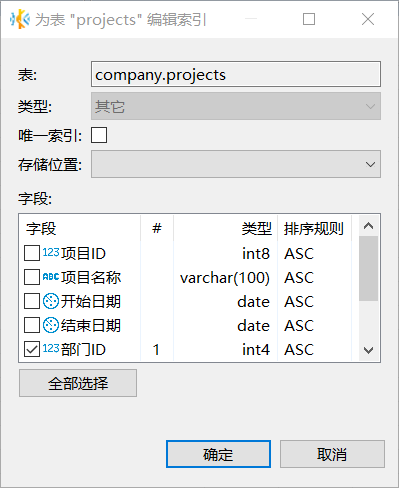 为表 "projects" 编辑索引
表: company.projects
类型: 其它
唯一索引:
存储位置:
字段:
字段 # 类型 排序规则
123 项目ID int8 ASC
ABC 项目名称 varchar(100) ASC
开始日期 date ASC
结束日期 date ASC
123 部门ID 1 int4 ASC
全部选择
确定 取消